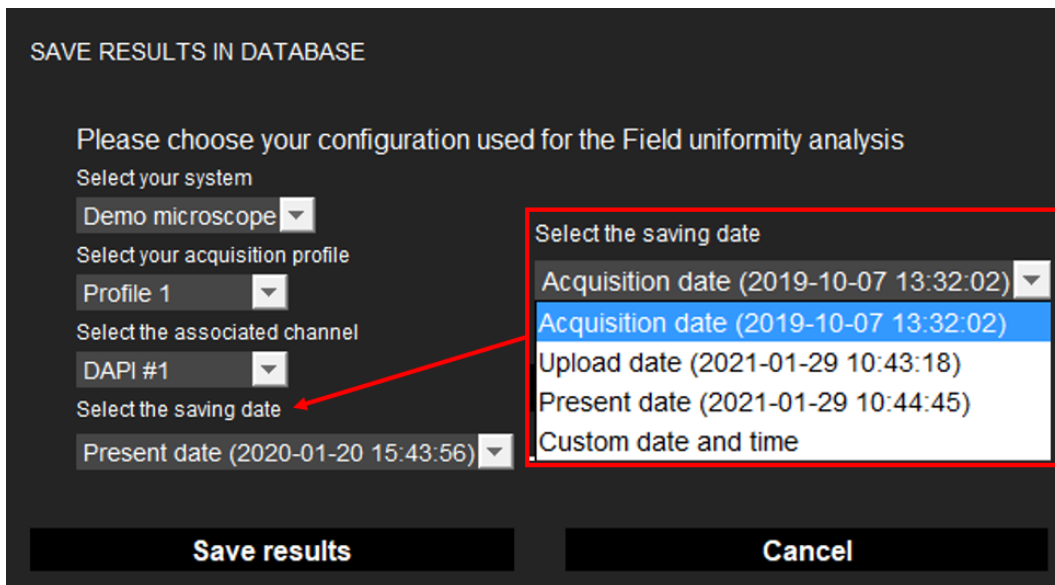 SAVE RESULTS IN DATABASE
Please choose your configuration used for the Field uniformity analysis
Select your system
Demo microscope
Select your acquisition profile
Profile 1
Select the associated channel
DAPI #1
Select the saving date
Present date (2020-01-20 15:43:56)
Select the saving date
Acquisition date (2019-10-07 13:32:02)
Acquisition date (2019-10-07 13:32:02)
Upload date (2021-01-29 10:43:18)
Present date (2021-01-29 10:44:45)
Custom date and time
Save results
Cancel